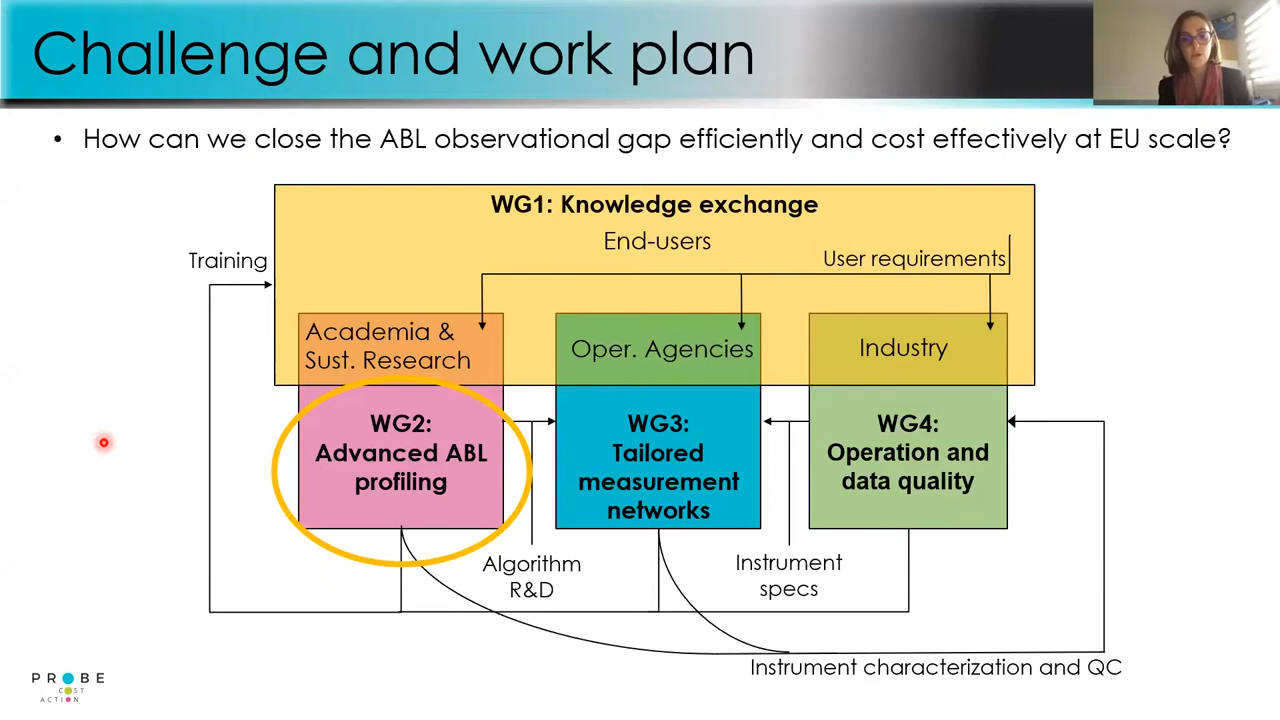 Challenge and work plan
• How can we close the ABL observational gap efficiently and cost effectively at EU scale?
WG1: Knowledge exchange
End-users
User requirements
Training
Academia &
Sust. Research
Oper. Agencies
Industry
WG2:
Advanced ABL
profiling
WG3:
Tailored
measurement
networks
WG4:
Operation and
data quality
Algorithm
R&D
Instrument
specs
Instrument characterization and QC
PROBE
COST
ACTION